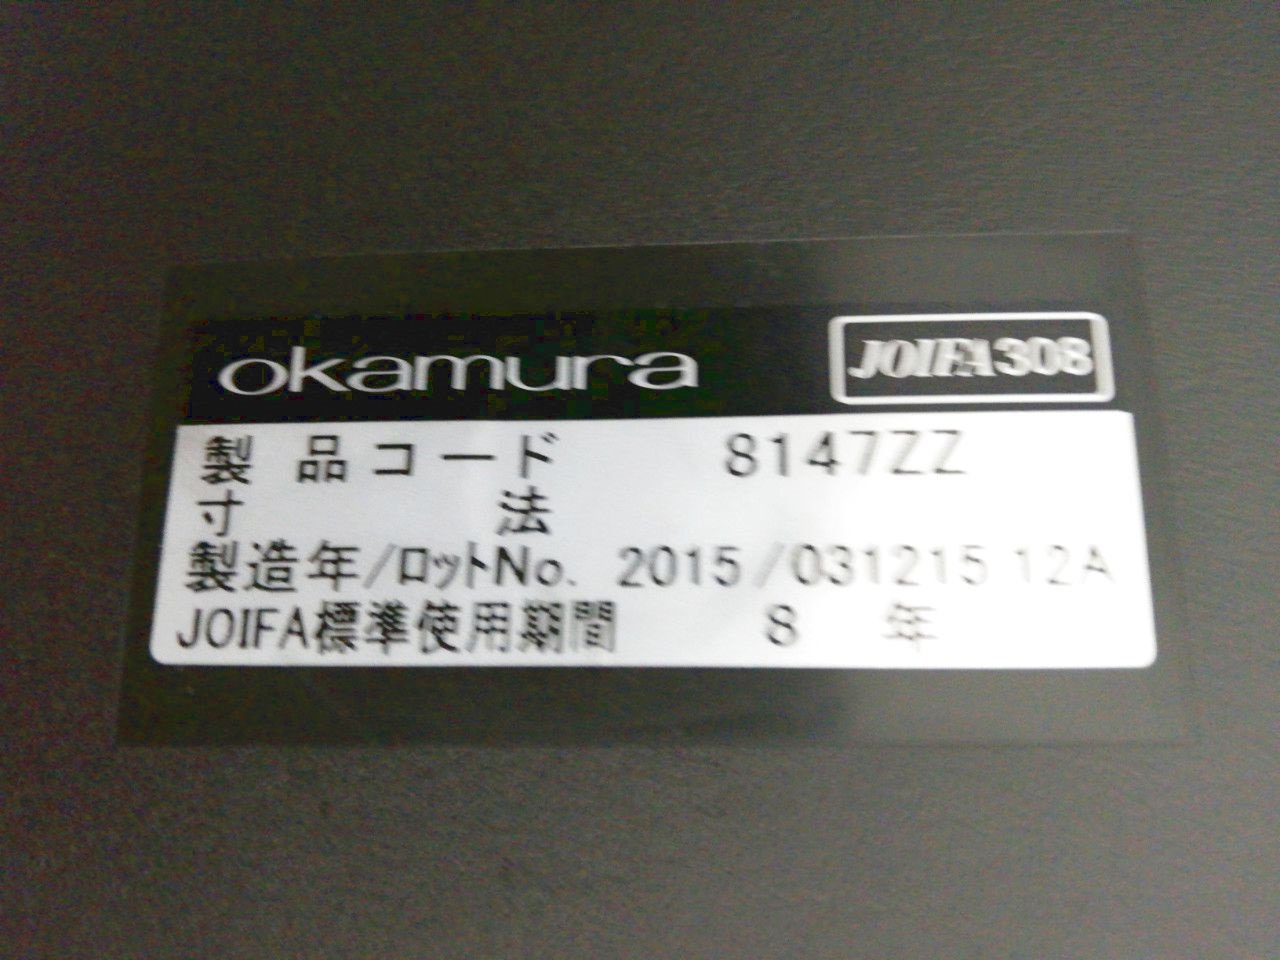 okamura JOIFA308
製品コード 8147ZZ
寸法
製造年/ロットNo. 2015/031215 12A
JOIFA標準使用期間 8年